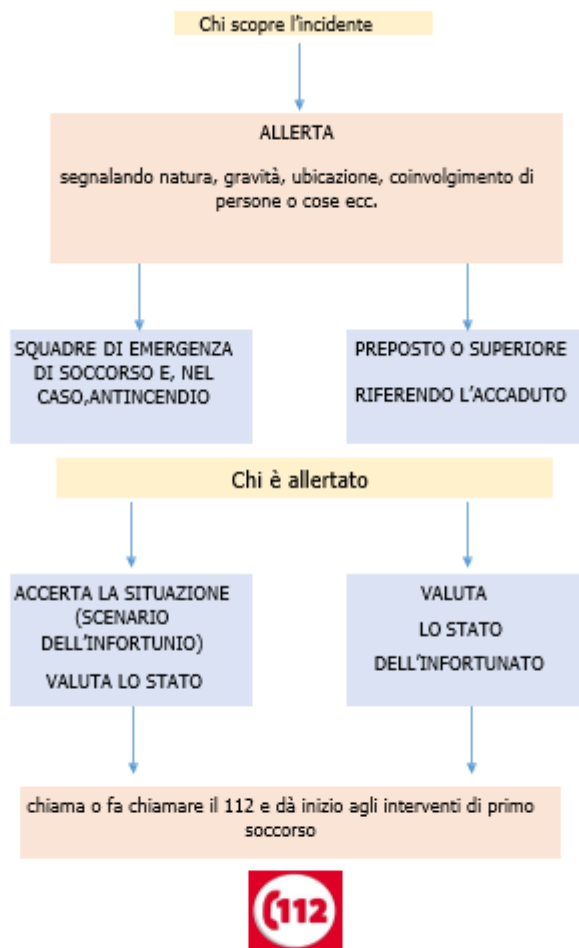 Chi scopre l'incidente
ALLERTA
segnalando natura, gravità, ubicazione, coinvolgimento di
persone o cose ecc.
SQUADRE DI EMERGENZA
DI SOCCORSO E, NEL
CASO,ANTINCENDIO
PREPOSTO O SUPERIORE
RIFERENDO L'ACCADUTO
Chi è allertato
ACCERTA LA SITUAZIONE
(SCENARIO
DELL'INFORTUNIO)
VALUTA LO STATO
VALUTA
LO STATO
DELL'INFORTUNATO
chiama o fa chiamare il 112 e dà inizio agli interventi di primo
soccorso
112